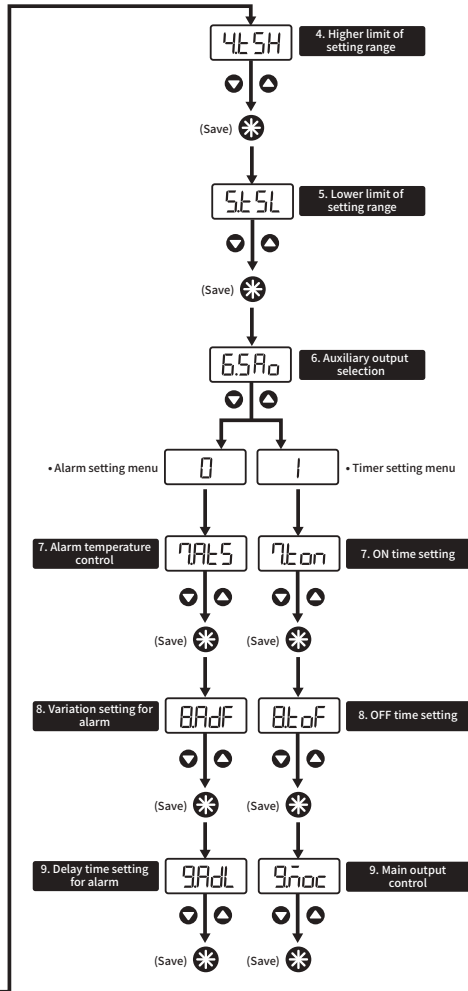 4.tSH
4. Higher limit of
setting range
(Save)
5.tSL
5. Lower limit of
setting range
(Save)
6.SAo
6. Auxiliary output
selection
• Alarm setting menu
0
1
• Timer setting menu
7. Alarm temperature
control
7.AtS
7.ton
7. ON time setting
(Save)
(Save)
8. Variation setting for
alarm
8.AdF
8.toF
8. OFF time setting
(Save)
(Save)
9. Delay time setting
for alarm
9.AdL
9.moc
9. Main output
control
(Save)
(Save)